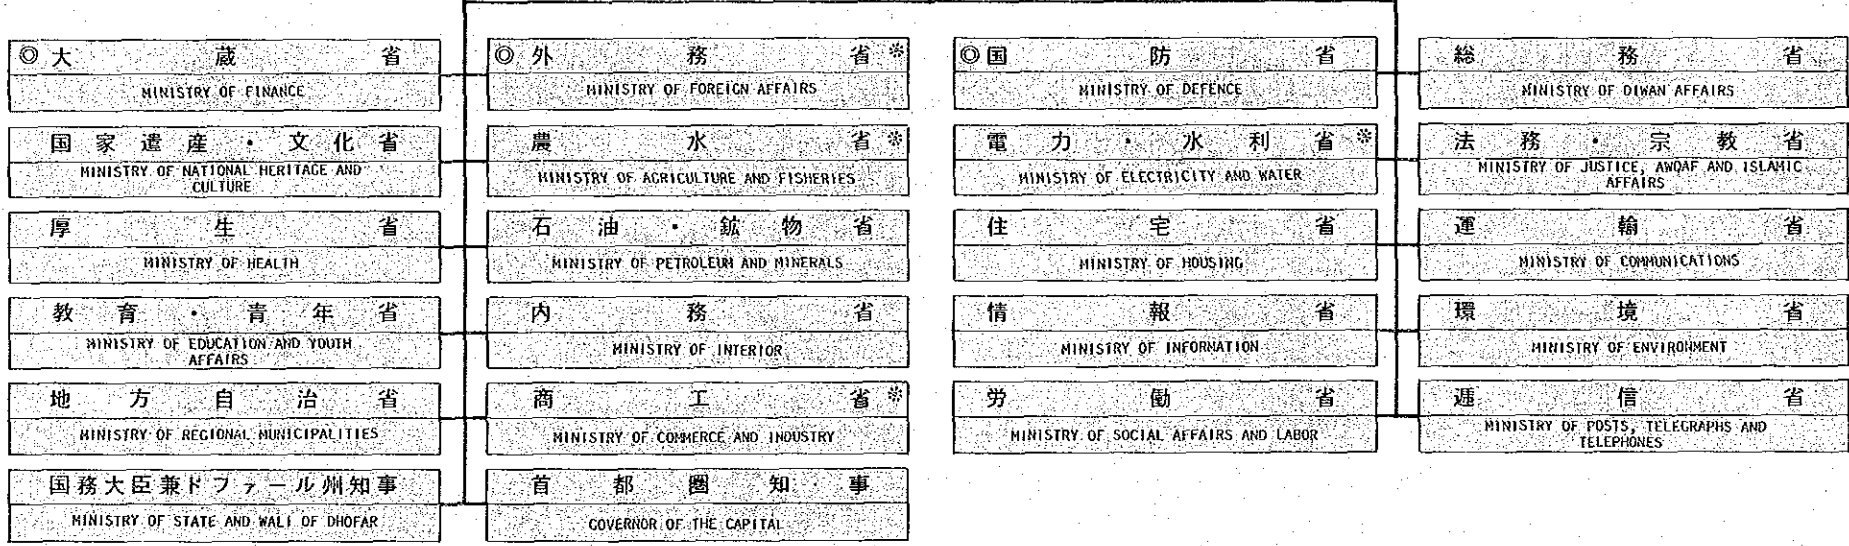 ◎大蔵省
MINISTRY OF FINANCE
◎外務省※
MINISTRY OF FOREIGN AFFAIRS
◎国防省
MINISTRY OF DEFENCE
総務省
MINISTRY OF DIWAN AFFAIRS
国家遺産・文化省
MINISTRY OF NATIONAL HERITAGE AND
CULTURE
農水省※
MINISTRY OF AGRICULTURE AND FISHERIES
電力・水利省※
MINISTRY OF ELECTRICITY AND WATER
法務・宗教省
MINISTRY OF JUSTICE, AWQAF AND ISLAMIC
AFFAIRS
厚生省
MINISTRY OF HEALTH
石油・鉱物省
MINISTRY OF PETROLEUM AND MINERALS
住宅省
MINISTRY OF HOUSING
運輸省
MINISTRY OF COMMUNICATIONS
教育・青年省
MINISTRY OF EDUCATION AND YOUTH
AFFAIRS
内務省
MINISTRY OF INTERIOR
情報省
MINISTRY OF INFORMATION
環境省
MINISTRY OF ENVIRONMENT
地方自治省
MINISTRY OF REGIONAL MUNICIPALITIES
商工省※
MINISTRY OF COMMERCE AND INDUSTRY
労働省
MINISTRY OF SOCIAL AFFAIRS AND LABOR
逓信省
MINISTRY OF POSTS, TELEGRAPHS AND
TELEPHONES
国務大臣兼ドファール州知事
MINISTRY OF STATE AND WALI OF DHOFAR
首都圏知事
GOVERNOR OF THE CAPITAL